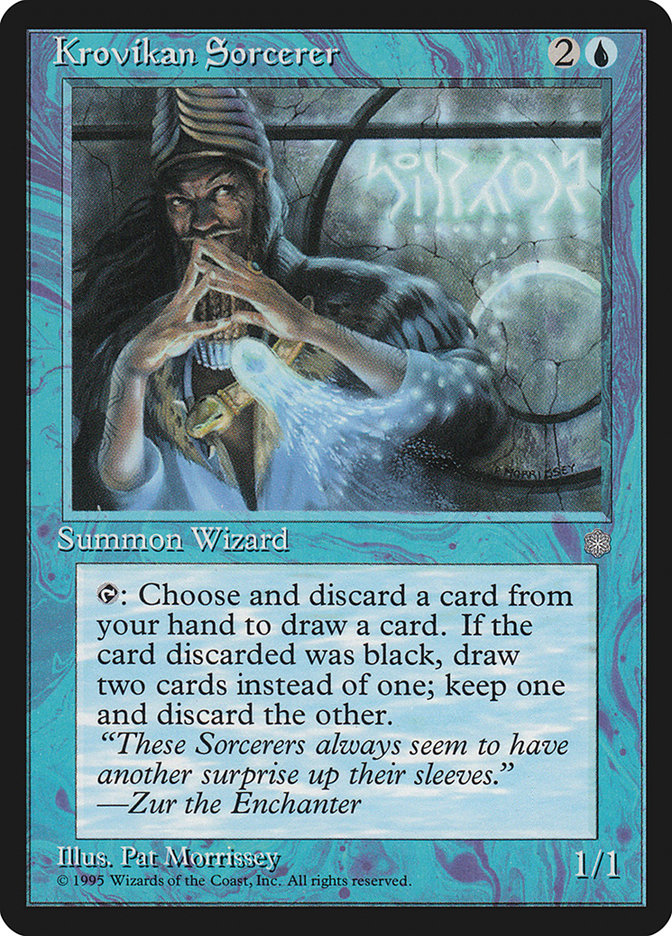 Krovikan Sorcerer 2
P. MORRISSEY
Summon Wizard
: Choose and discard a card from
your hand to draw a card. If the
card discarded was black, draw
two cards instead of one; keep one
and discard the other.
“These Sorcerers always seem to have
another surprise up their sleeves.”
—Zur the Enchanter
Illus. Pat Morrissey
1/1
© 1995 Wizards of the Coast, Inc. All rights reserved.